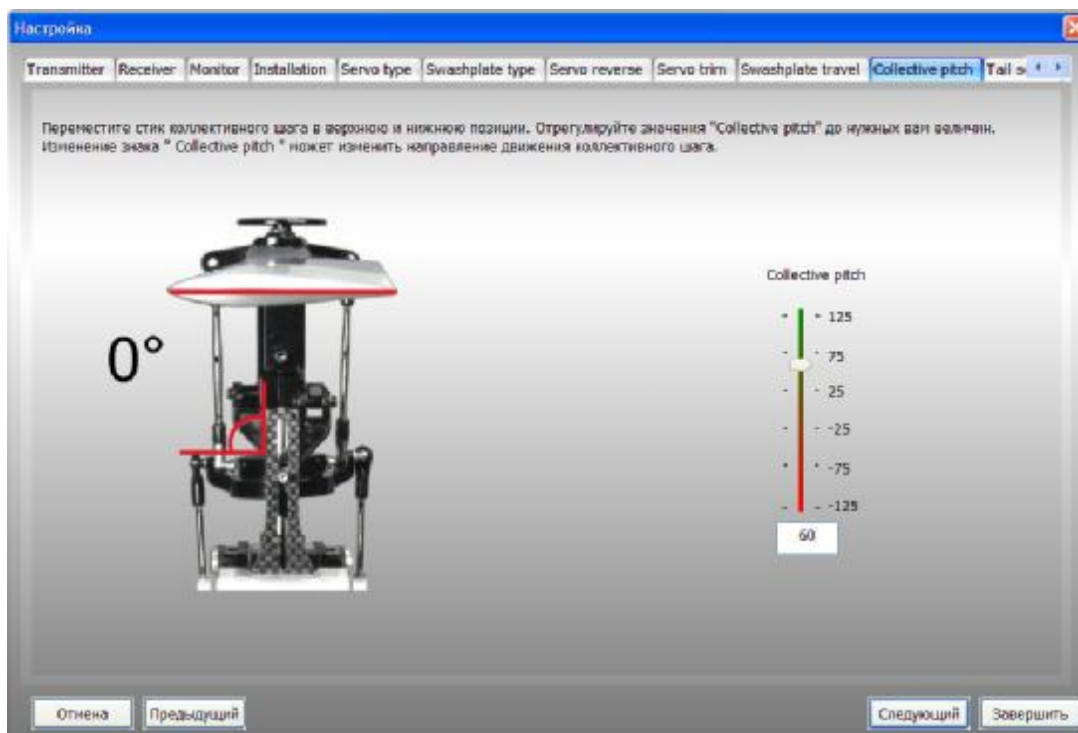 Настройка
Transmitter Receiver Monitor Installation Servo type Swashplate type Servo reverse Servo trim Swashplate travel Collective pitch Tail s
Переместите стик коллективного шага в верхнюю и нижнюю позиции. Отрегулируйте значения "Collective pitch" до нужных вам величин.
Изменение знака " Collective pitch " может изменить направление движения коллективного шага.
0°
Collective pitch
125
75
25
-25
-75
-125
60
Отмена Предыдущий Следующий Завершить